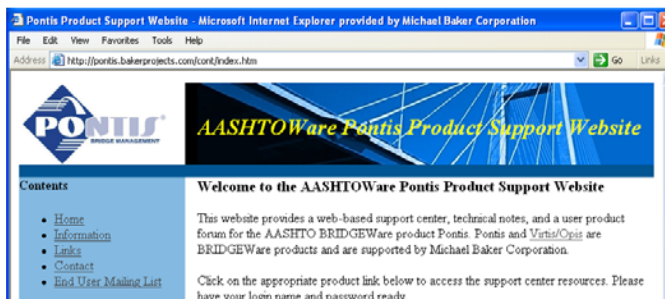 Pontis Product Support Website - Microsoft Internet Explorer provided by Michael Baker Corporation
File Edit View Favorites Tools Help
Address http://pontis.bakerprojects.com/cont/index.htm Go Links
PONTIS
BRIDGE MANAGEMENT
AASHTOWare Pontis Product Support Website
Contents
Home
Information
Links
Contact
End User Mailing List
Welcome to the AASHTOWare Pontis Product Support Website
This website provides a web-based support center, technical notes, and a user product
forum for the AASHTO BRIDGEWare product Pontis. Pontis and Virtis/Opis are
BRIDGEWare products and are supported by Michael Baker Corporation.
Click on the appropriate product link below to access the support center resources. Please
have your login name and password ready